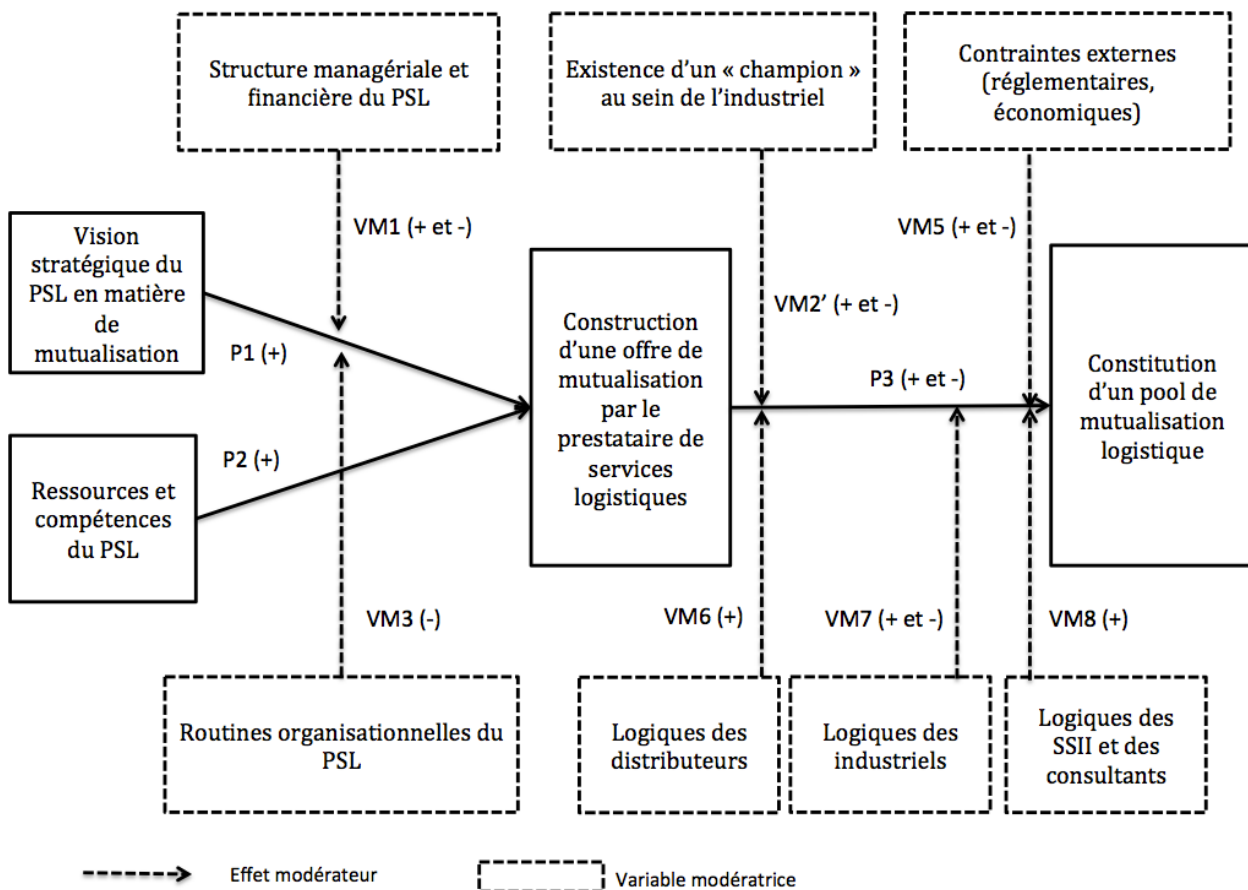 Structure managériale et
financière du PSL
Existence d’un « champion »
au sein de l’industriel
Contraintes externes
(réglementaires,
économiques)
VM1 (+ et -)
VM2’ (+ et -)
VM5 (+ et -)
Vision
stratégique du
PSL en matière
de
mutualisation
P1 (+)
P2 (+)
Ressources et
compétences
du PSL
Construction
d’une offre de
mutualisation
par le
prestataire de
services
logistiques
P3 (+ et -)
Constitution
d’un pool de
mutualisation
logistique
VM3 (-)
VM6 (+)
VM7 (+ et -)
VM8 (+)
Routines organisationnelles du
PSL
Logiques des
distributeurs
Logiques des
industriels
Logiques des
SSII et des
consultants
Effet modérateur
Variable modératrice